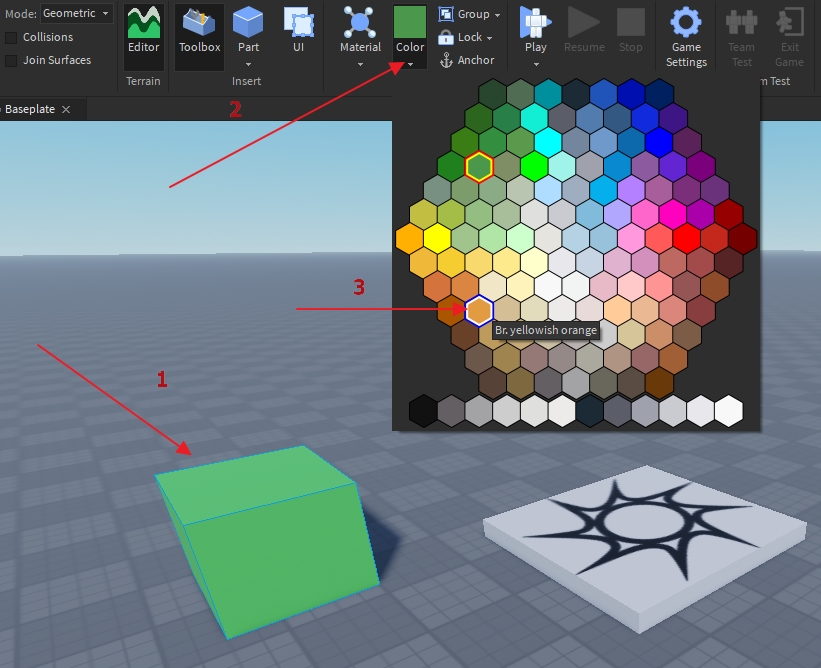 Mode: Geometric
Collisions
Join Surfaces
Editor
Terrain
Toolbox
Part
UI
Insert
Material
Color
Group
Lock
Anchor
Play
Resume
Stop
Game
Settings
Team
Test
Exit
Game
m Test
Baseplate
2
3
Br. yellowish orange
1